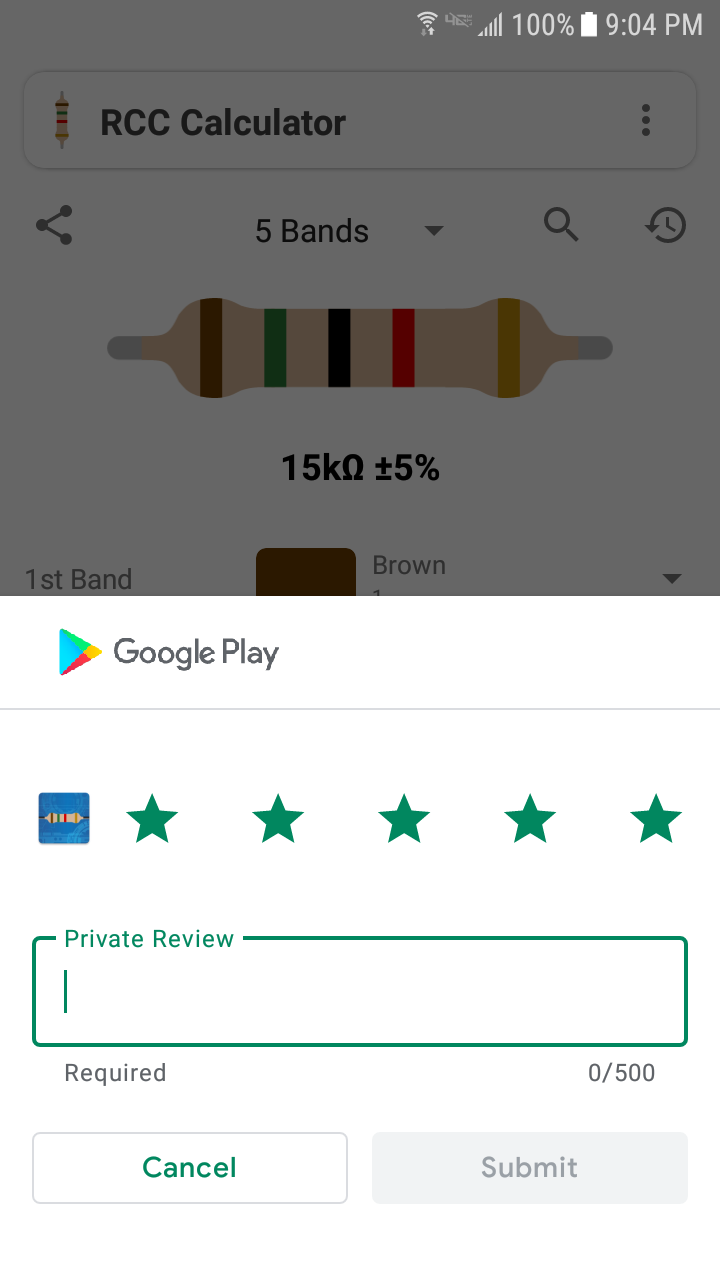 100% 9:04 PM
RCC Calculator
5 Bands
15kΩ ±5%
1st Band
Brown
Google Play
Private Review
Required
0/500
Cancel
Submit